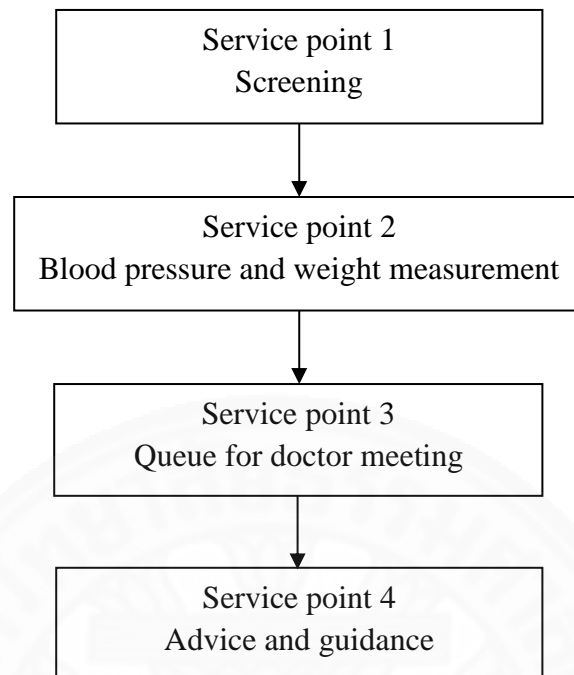 Service point 1
Screening
Service point 2
Blood pressure and weight measurement
Service point 3
Queue for doctor meeting
Service point 4
Advice and guidance